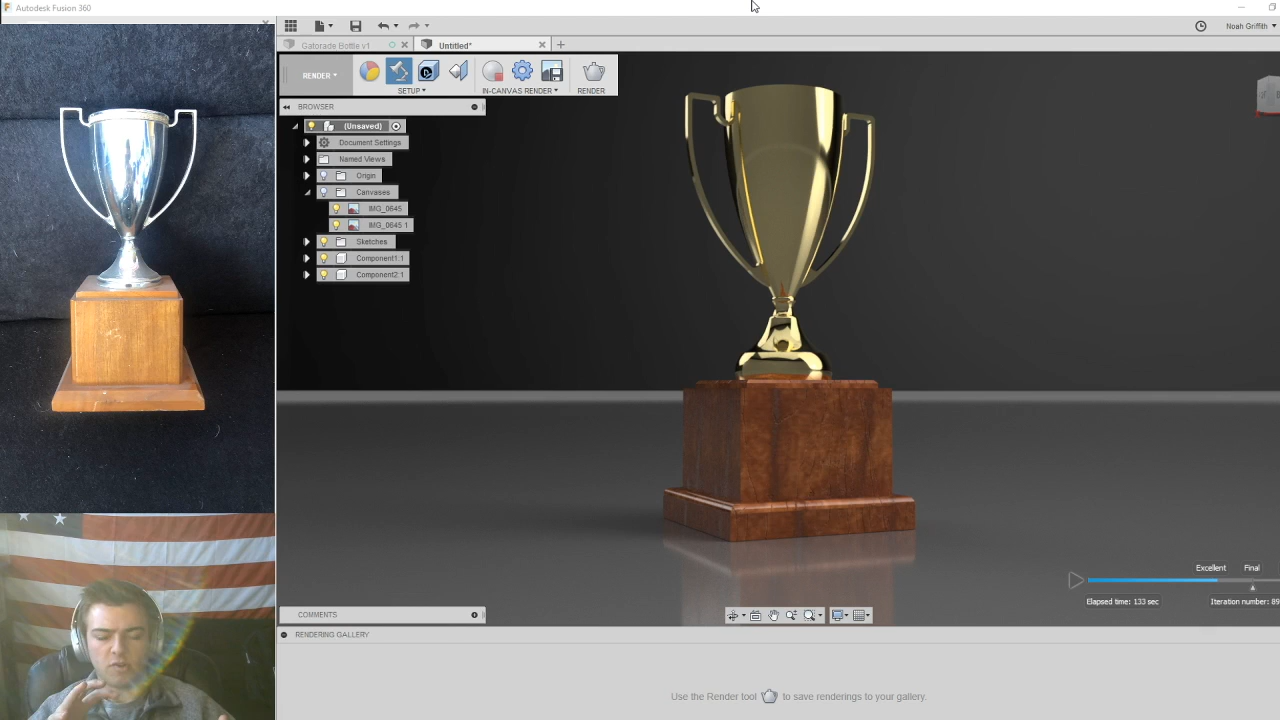 Autodesk Fusion 360
Noah Griffith
Gatorade Bottle v1
Untitled*
RENDER
SETUP
IN-CANVAS RENDER
RENDER
BROWSER
(Unsaved)
Document Settings
Named Views
Origin
Canvases
IMG_0645
IMG_0645 1
Sketches
Component1:1
Component2:1
Excellent Final
Elapsed time: 133 sec Iteration number: 89
COMMENTS
RENDERING GALLERY
Use the Render tool to save renderings to your gallery.